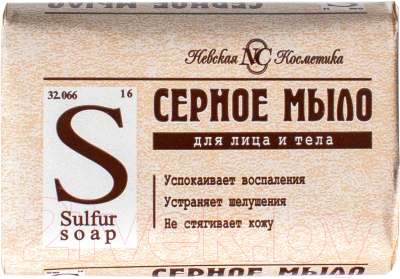 Невская NC Косметика
32.066 16
S
Sulfur
soap
СЕРНОЕ МЫЛО
для лица и тела
Успокаивает воспаления
Устраняет шелушения
Не стягивает кожу